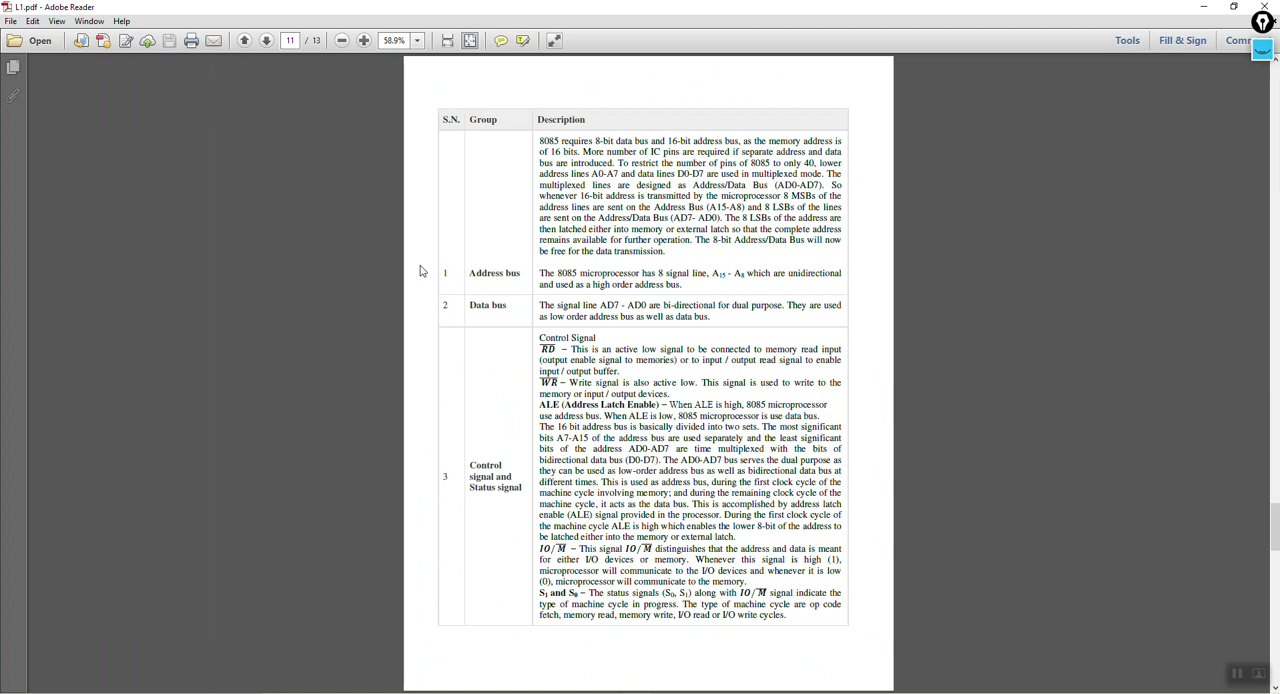 L1.pdf - Adobe Reader
File Edit View Window Help
Open 11 / 13 58.9% Tools Fill & Sign
S.N. Group Description
8085 requires 8-bit data bus and 16-bit address bus, as the memory address is
of 16 bits. More number of IC pins are required if separate address and data
bus are introduced. To restrict the number of pins of 8085 to only 40, lower
address lines A0-A7 and data lines D0-D7 are used in multiplexed mode. The
multiplexed lines are designed as Address/Data Bus (AD0-AD7). So
whenever 16-bit address is transmitted by the microprocessor 8 MSBs of the
address lines are sent on the Address Bus (A15-A8) and 8 LSBs of the lines
are sent on the Address/Data Bus (AD7- AD0). The 8 LSBs of the address are
then latched either into memory or external latch so that the complete address
remains available for further operation. The 8-bit Address/Data Bus will now
be free for the data transmission.
1 Address bus The 8085 microprocessor has 8 signal line, A15 - A8 which are unidirectional
and used as a high order address bus.
2 Data bus The signal line AD7 - AD0 are bi-directional for dual purpose. They are used
as low order address bus as well as data bus.
Control Signal
R̅D̅ – This is an active low signal to be connected to memory read input
(output enable signal to memories) or to input / output read signal to enable
input / output buffer.
W̅R̅ – Write signal is also active low. This signal is used to write to the
memory or input / output devices.
ALE (Address Latch Enable) – When ALE is high, 8085 microprocessor
use address bus. When ALE is low, 8085 microprocessor is use data bus.
The 16 bit address bus is basically divided into two sets. The most significant
bits A7-A15 of the address bus are used separately and the least significant
bits of the address AD0-AD7 are time multiplexed with the bits of
bidirectional data bus (D0-D7). The AD0-AD7 bus serves the dual purpose as
3 Control signal and Status signal
they can be used as low-order address bus as well as bidirectional data bus at
different times. This is used as address bus, during the first clock cycle of the
machine cycle involving memory; and during the remaining clock cycle of the
machine cycle, it acts as the data bus. This is accomplished by address latch
enable (ALE) signal provided in the processor. During the first clock cycle of
the machine cycle ALE is high which enables the lower 8-bit of the address to
be latched either into the memory or external latch.
IO/M̅ – This signal IO/M̅ distinguishes that the address and data is meant
for either I/O devices or memory. Whenever this signal is high (1),
microprocessor will communicate to the I/O devices and whenever it is low
(0), microprocessor will communicate to the memory.
S1 and S0 – The status signals (S0, S1) along with IO/M̅ signal indicate the
type of machine cycle in progress. The type of machine cycle are op code
fetch, memory read, memory write, I/O read or I/O write cycles.